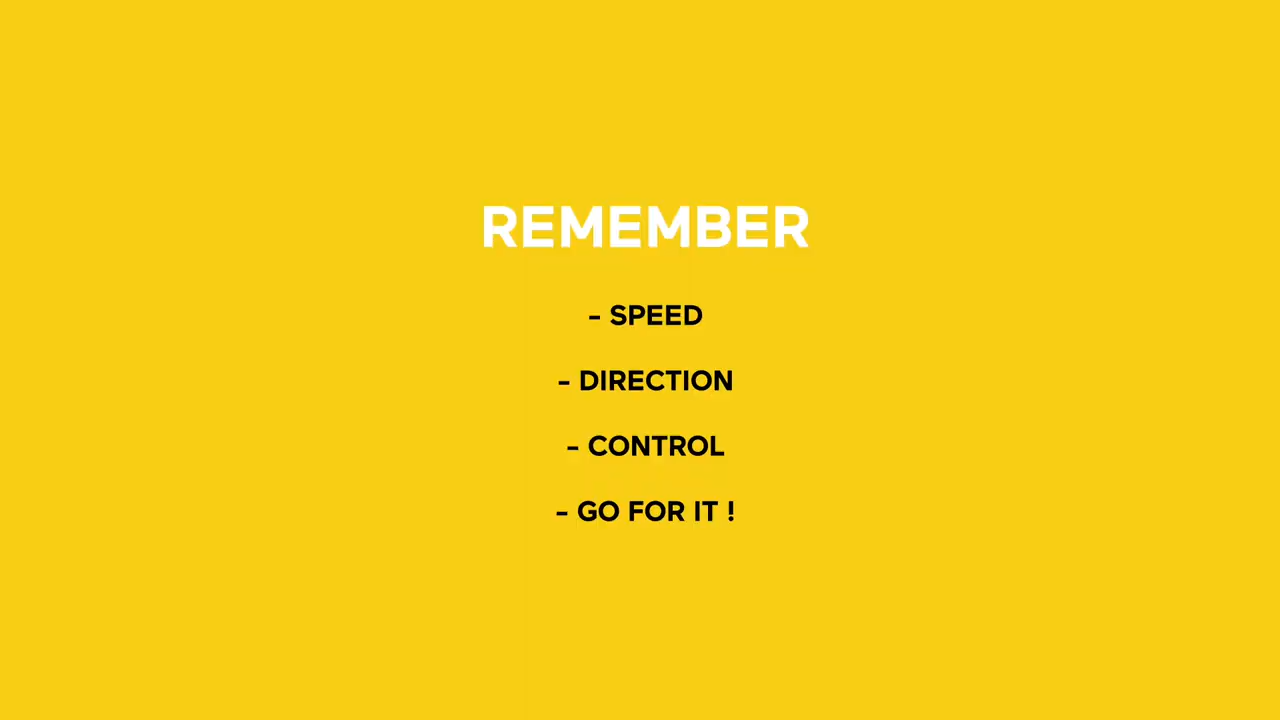 REMEMBER
- SPEED
- DIRECTION
- CONTROL
- GO FOR IT !